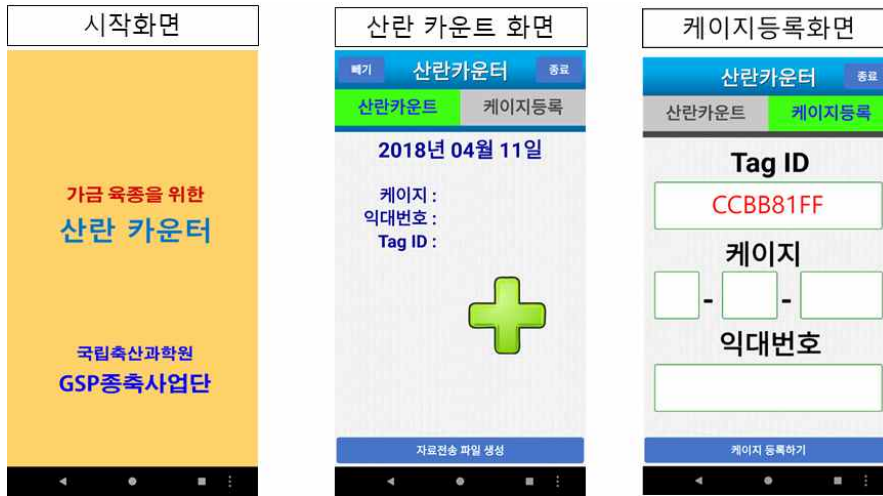 시작화면
가금 육종을 위한
산란 카운터
국립축산과학원
GSP종축사업단
산란 카운트 화면
빼기
산란카운터
종료
산란카운트
케이지등록
2018년 04월 11일
케이지 :
익대번호 :
Tag ID :
자료전송 파일 생성
케이지등록화면
산란카운터
종료
산란카운트
케이지등록
Tag ID
CCBB81FF
케이지
- -
익대번호
케이지 등록하기